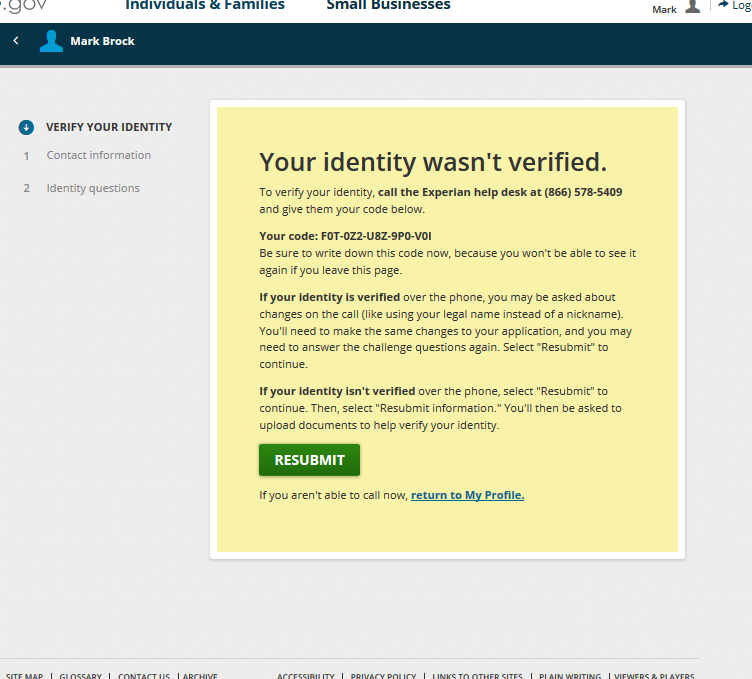 .gov Individuals & Families Small Businesses Mark
Mark Brock
VERIFY YOUR IDENTITY
1 Contact information
2 Identity questions
Your identity wasn't verified.
To verify your identity, call the Experian help desk at (866) 578-5409
and give them your code below.
Your code: F0T-0Z2-U8Z-9P0-V0I
Be sure to write down this code now, because you won't be able to see it
again if you leave this page.
If your identity is verified over the phone, you may be asked about
changes on the call (like using your legal name instead of a nickname).
You'll need to make the same changes to your application, and you may
need to answer the challenge questions again. Select "Resubmit" to
continue.
If your identity isn't verified over the phone, select "Resubmit" to
continue. Then, select "Resubmit information." You'll then be asked to
upload documents to help verify your identity.
RESUBMIT
If you aren't able to call now, return to My Profile.
SITE MAP | GLOSSARY | CONTACT US | ARCHIVE ACCESSIBILITY | PRIVACY POLICY | LINKS TO OTHER SITES | PLAIN WRITING | VIEWERS & PLAYERS